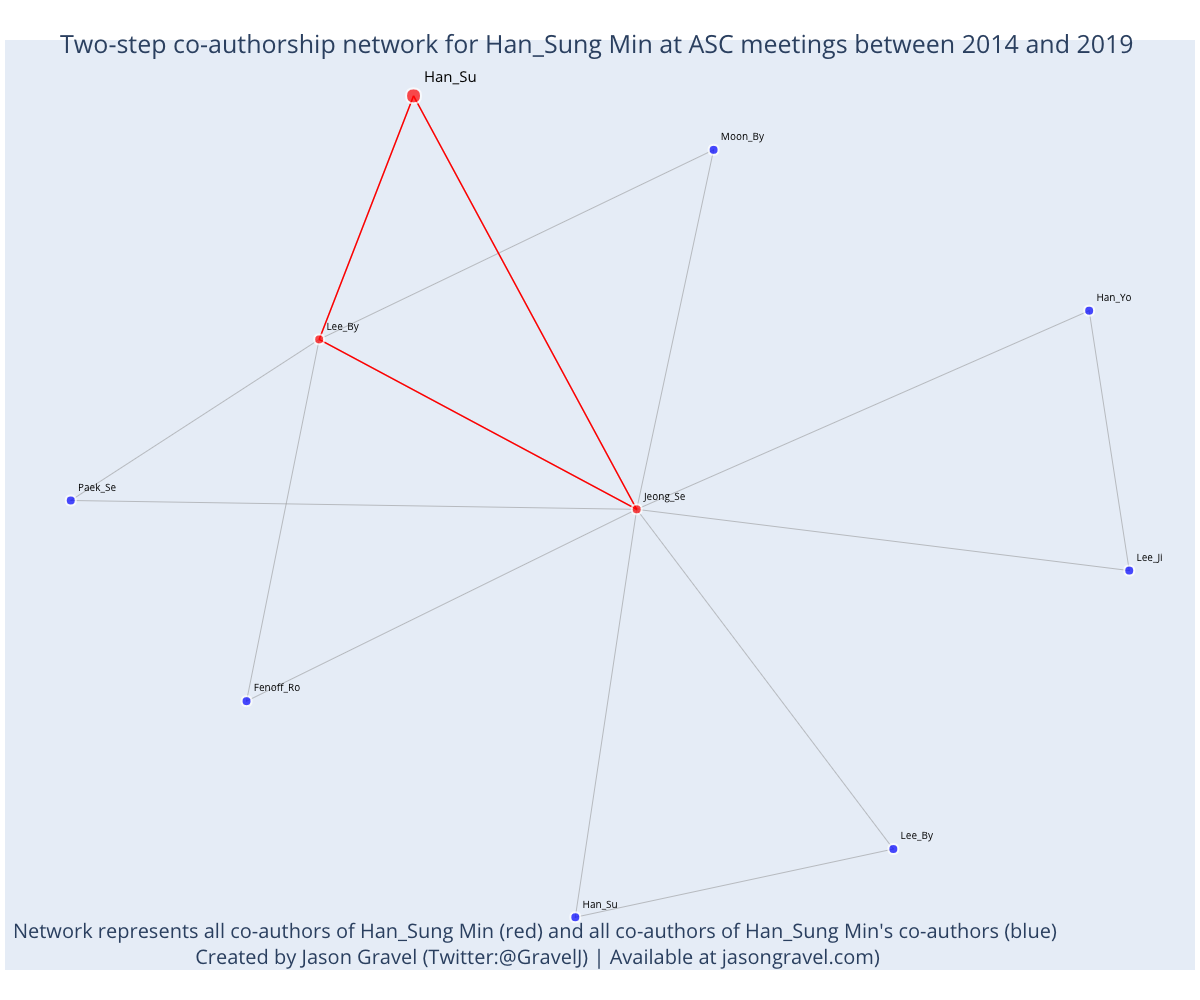 Two-step co-authorship network for Han_Sung Min at ASC meetings between 2014 and 2019
Han_Su
Moon_By
Han_Yo
Lee_By
Paek_Se
Jeong_Se
Lee_Ji
Fenoff_Ro
Lee_By
Han_Su
Network represents all co-authors of Han_Sung Min (red) and all co-authors of Han_Sung Min's co-authors (blue)
Created by Jason Gravel (Twitter:@GravelJ) | Available at jasongravel.com)